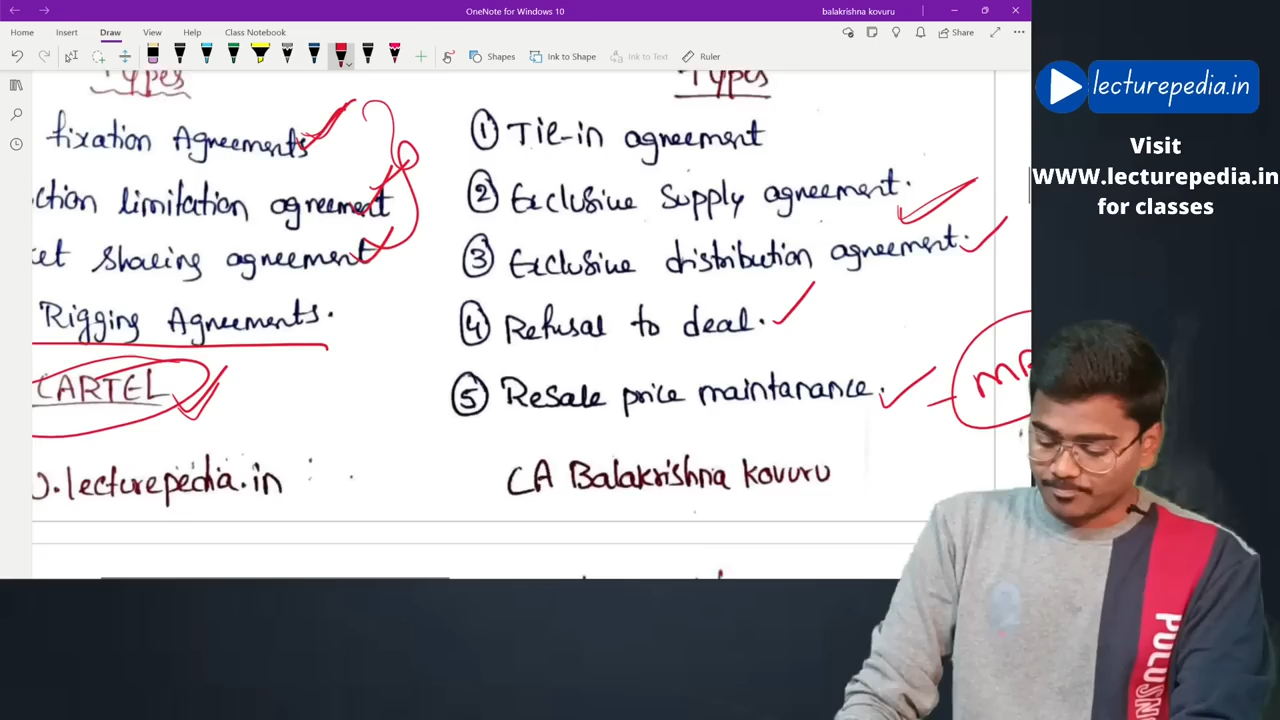 OneNote for Windows 10
balakrishna kovuru
Home Insert Draw View Help Class Notebook
Share
Shapes Ink to Shape Ink to Text Math Ruler
Types
fixation Agreements
ction limitation agreement
ket sharing agreement
Rigging Agreements.
CARTEL
.lecturepedia.in
Types
① Tie-in agreement
② Exclusive supply agreement.
③ Exclusive distribution agreement.
④ Refusal to deal.
⑤ Resale price maintanance.
CA Balakrishna kovuru
lecturepedia.in
Visit
www.lecturepedia.in
for classes